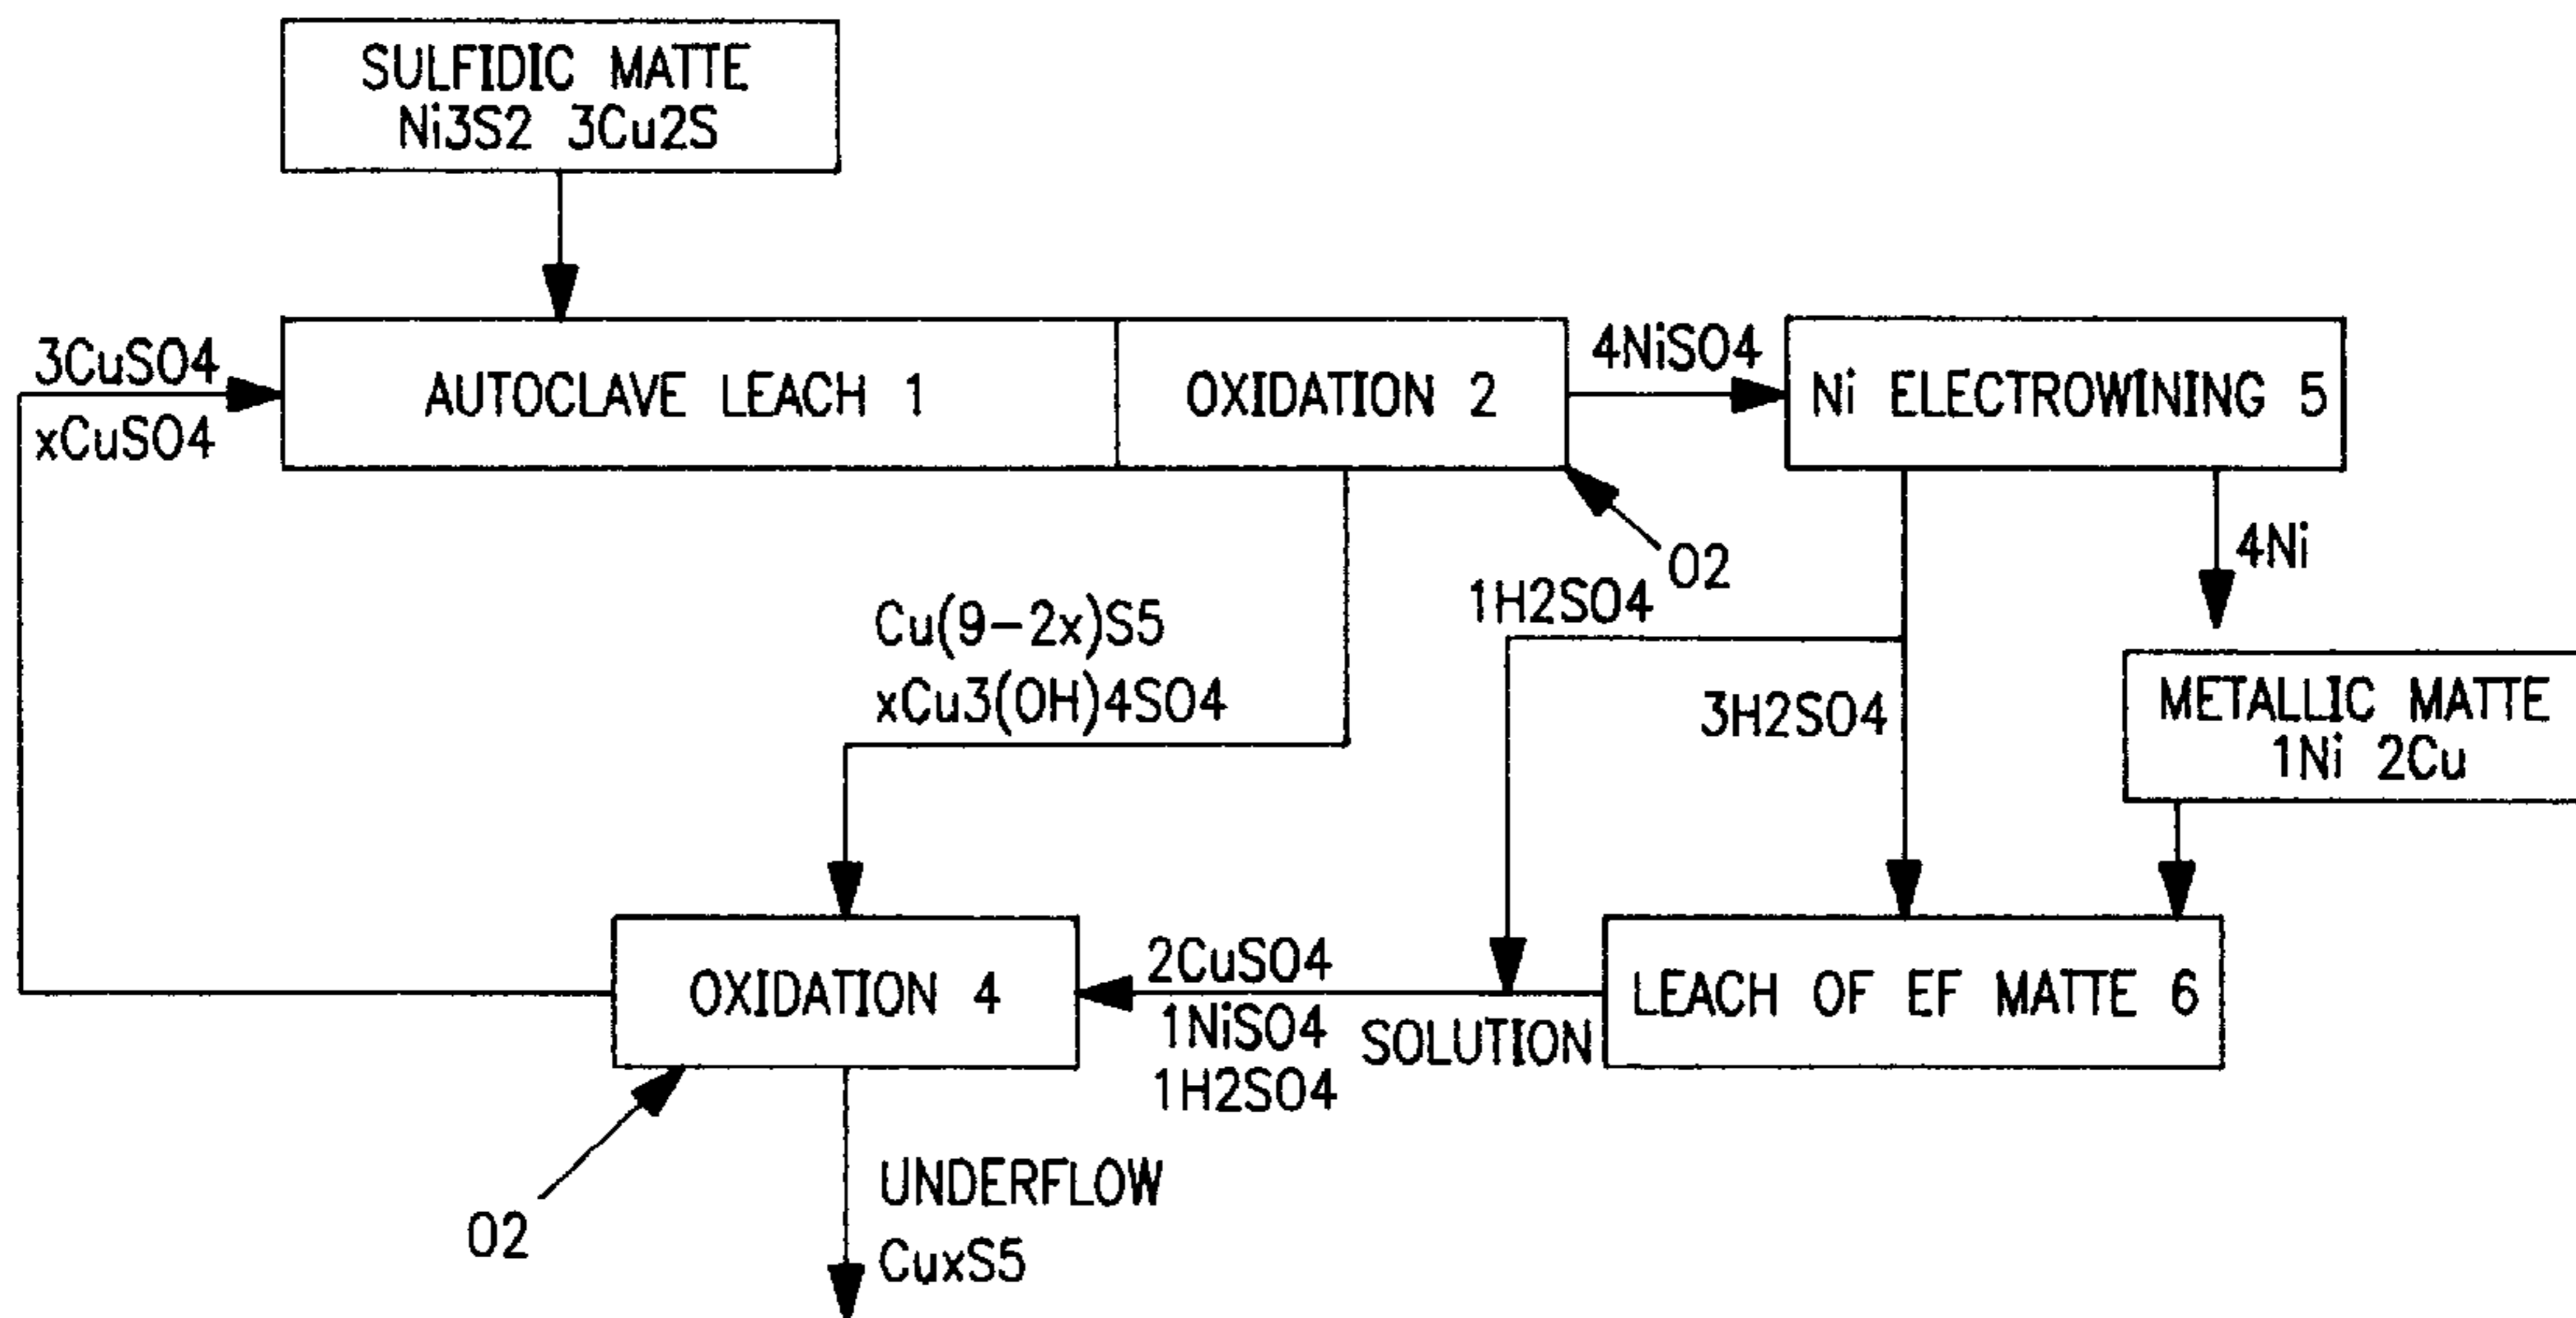 SULFIDIC MATTE
Ni3S2 3Cu2S
3CuSO4
xCuSO4
AUTOCLAVE LEACH 1
OXIDATION 2
4NiSO4
Ni ELECTROWINING 5
O2
4Ni
1H2SO4
Cu(9-2x)S5
xCu3(OH)4SO4
3H2SO4
METALLIC MATTE
1Ni 2Cu
OXIDATION 4
2CuSO4
1NiSO4
1H2SO4
SOLUTION
LEACH OF EF MATTE 6
O2
UNDERFLOW
CuxS5